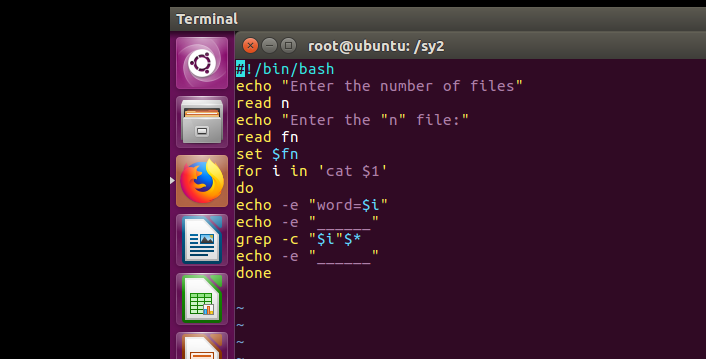 Terminal
root@ubuntu: /sy2
#!/bin/bash
echo "Enter the number of files"
read n
echo "Enter the "n" file:"
read fn
set $fn
for i in 'cat $1'
do
echo -e "word=$i"
echo -e "______"
grep -c "$i"$*
echo -e "______"
done
~
~
~
~